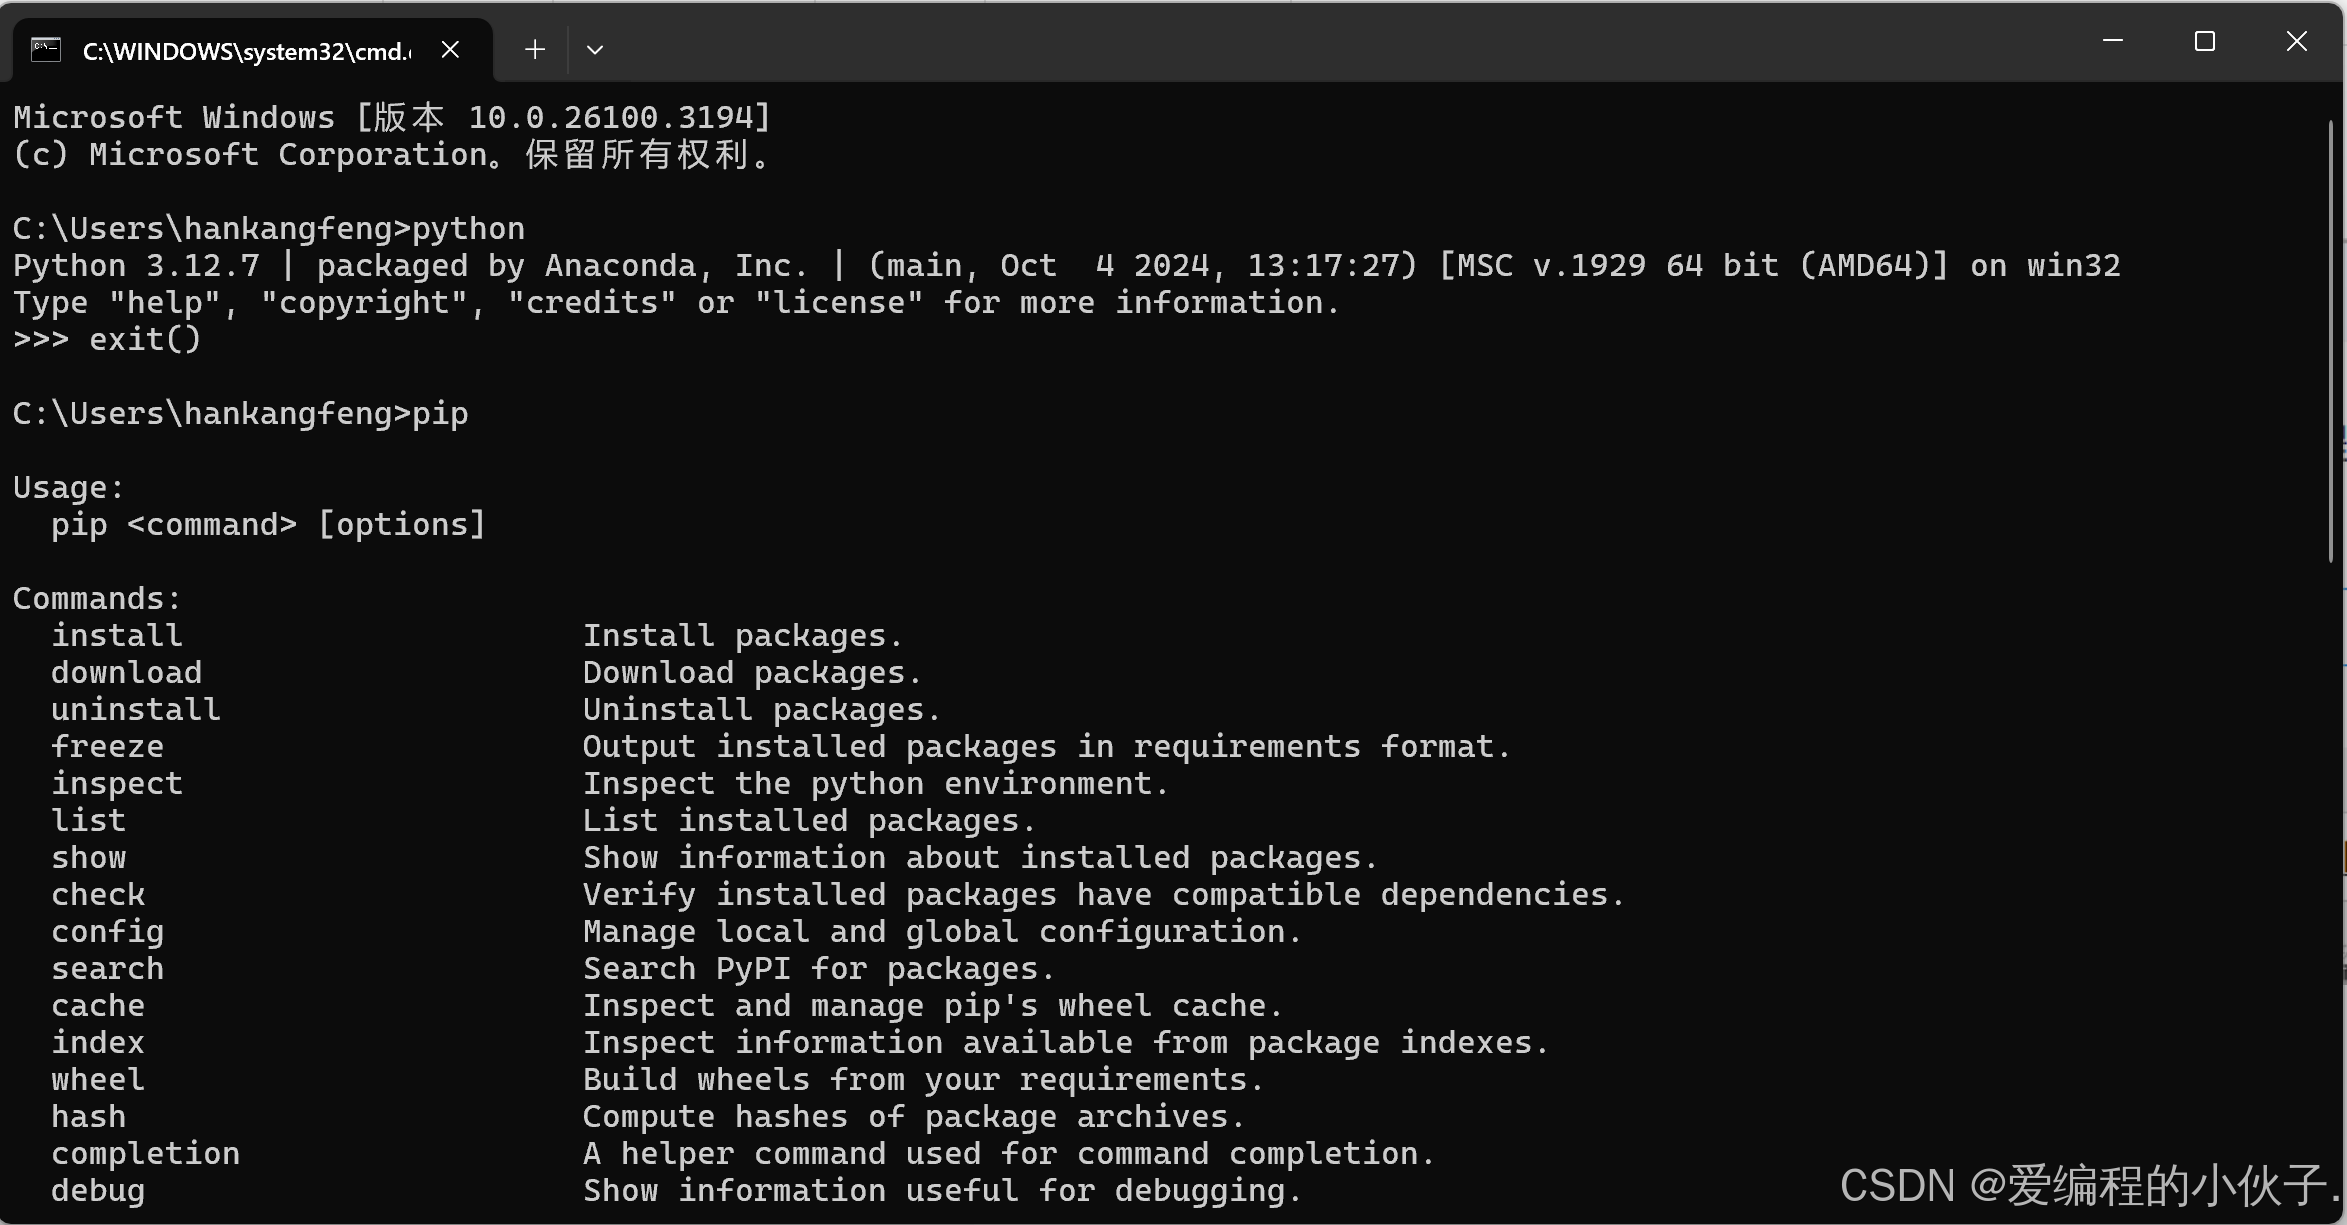 C:\WINDOWS\system32\cmd.
Microsoft Windows [版本 10.0.26100.3194]
(c) Microsoft Corporation。保留所有权利。
C:\Users\hankangfeng>python
Python 3.12.7 | packaged by Anaconda, Inc. | (main, Oct  4 2024, 13:17:27) [MSC v.1929 64 bit (AMD64)] on win32
Type "help", "copyright", "credits" or "license" for more information.
>>> exit()
C:\Users\hankangfeng>pip
Usage:
  pip <command> [options]
Commands:
  install                     Install packages.
  download                    Download packages.
  uninstall                   Uninstall packages.
  freeze                      Output installed packages in requirements format.
  inspect                     Inspect the python environment.
  list                        List installed packages.
  show                        Show information about installed packages.
  check                       Verify installed packages have compatible dependencies.
  config                      Manage local and global configuration.
  search                      Search PyPI for packages.
  cache                       Inspect and manage pip's wheel cache.
  index                       Inspect information available from package indexes.
  wheel                       Build wheels from your requirements.
  hash                        Compute hashes of package archives.
  completion                  A helper command used for command completion.
  debug                       Show information useful for debugging.
CSDN @爱编程的小伙子.